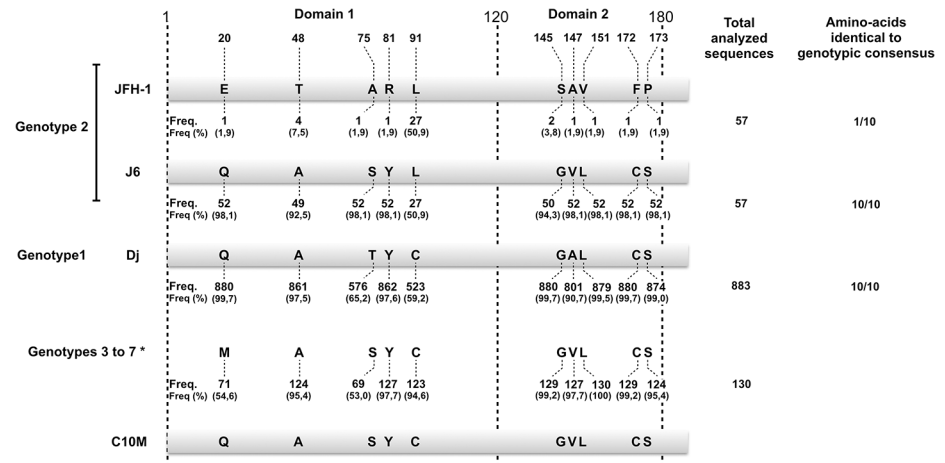 1 Domain 1 120 Domain 2 180
Total analyzed sequences
Amino-acids identical to genotypic consensus
20 48 75 81 91 145 147 151 172 173
JFH-1 E T A R L S A V F P
Genotype 2
Freq. 1 4 1 1 27 2 1 1 1 1 57 1/10
Freq (%) (1,9) (7,5) (1,9) (1,9) (50,9) (3,8) (1,9) (1,9) (1,9) (1,9)
J6 Q A S Y L G V L C S
Freq. 52 49 52 52 27 50 52 52 52 52 57 10/10
Freq (%) (98,1) (92,5) (98,1) (98,1) (50,9) (94,3) (98,1) (98,1) (98,1) (98,1)
Genotype1 Dj Q A T Y C G A L C S
Freq. 880 861 576 862 523 880 801 879 880 874 883 10/10
Freq (%) (99,7) (97,5) (65,2) (97,6) (59,2) (99,7) (90,7) (99,5) (99,7) (99,0)
Genotypes 3 to 7 * M A S Y C G V L C S
Freq. 71 124 69 127 123 129 127 130 129 124 130
Freq (%) (54,6) (95,4) (53,0) (97,7) (94,6) (99,2) (97,7) (100) (99,2) (95,4)
C10M Q A S Y C G V L C S